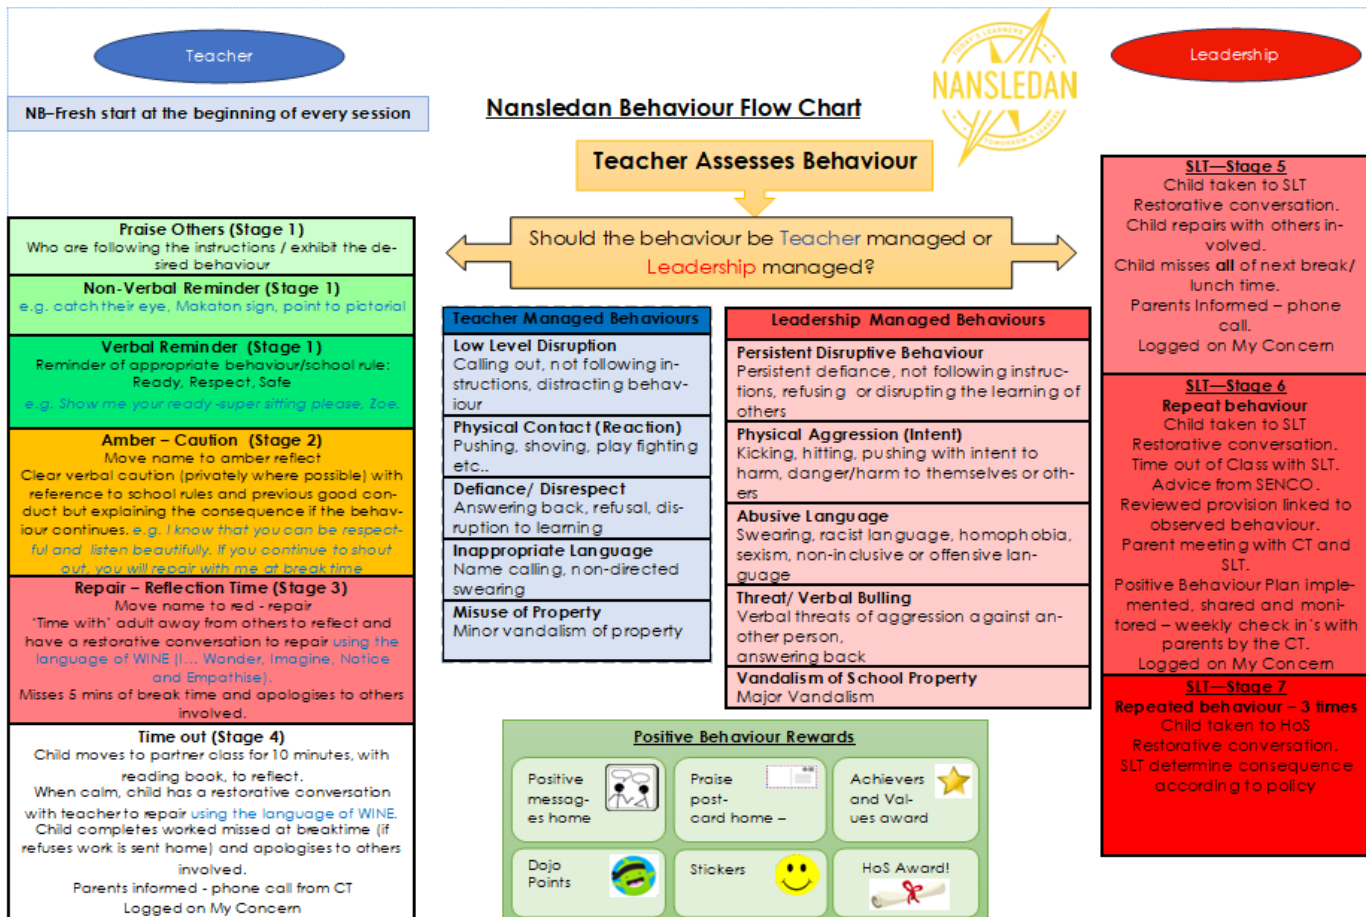 Teacher
NB–Fresh start at the beginning of every session
Nansledan Behaviour Flow Chart
TODAY'S LEARNERS
NANSLEDAN
TOMORROW'S LEADERS
Leadership
Teacher Assesses Behaviour
Should the behaviour be Teacher managed or
Leadership managed?
Praise Others (Stage 1)
Who are following the instructions / exhibit the de-
sired behaviour
Non-Verbal Reminder (Stage 1)
e.g. catch their eye, Makaton sign, point to pictorial
Verbal Reminder (Stage 1)
Reminder of appropriate behaviour/school rule:
Ready, Respect, Safe
e.g. Show me your ready -super sitting please, Zoe.
Amber – Caution (Stage 2)
Move name to amber reflect
Clear verbal caution (privately where possible) with
reference to school rules and previous good con-
duct but explaining the consequence if the behav-
iour continues. e.g. I know that you can be respect-
ful and listen beautifully. If you continue to shout
out, you will repair with me at break time
Repair – Reflection Time (Stage 3)
Move name to red - repair
'Time with' adult away from others to reflect and
have a restorative conversation to repair using the
language of WINE (I... Wonder, Imagine, Notice
and Empathise).
Misses 5 mins of break time and apologises to others
involved.
Time out (Stage 4)
Child moves to partner class for 10 minutes, with
reading book, to reflect.
When calm, child has a restorative conversation
with teacher to repair using the language of WINE.
Child completes worked missed at breaktime (if
refuses work is sent home) and apologises to others
involved.
Parents informed - phone call from CT
Logged on My Concern
Teacher Managed Behaviours
Low Level Disruption
Calling out, not following in-
structions, distracting behav-
iour
Physical Contact (Reaction)
Pushing, shoving, play fighting
etc..
Defiance/ Disrespect
Answering back, refusal, dis-
ruption to learning
Inappropriate Language
Name calling, non-directed
swearing
Misuse of Property
Minor vandalism of property
Leadership Managed Behaviours
Persistent Disruptive Behaviour
Persistent defiance, not following instruc-
tions, refusing or disrupting the learning of
others
Physical Aggression (Intent)
Kicking, hitting, pushing with intent to
harm, danger/harm to themselves or oth-
ers
Abusive Language
Swearing, racist language, homophobia,
sexism, non-inclusive or offensive lan-
guage
Threat/ Verbal Bulling
Verbal threats of aggression against an-
other person,
answering back
Vandalism of School Property
Major Vandalism
Positive Behaviour Rewards
Positive
messag-
es home
Praise
post-
card home –
Achievers
and Val-
ues award
Dojo
Points
Stickers
HoS Award!
SLT—Stage 5
Child taken to SLT
Restorative conversation.
Child repairs with others in-
volved.
Child misses all of next break/
lunch time.
Parents Informed – phone
call.
Logged on My Concern
SLT—Stage 6
Repeat behaviour
Child taken to SLT
Restorative conversation.
Time out of Class with SLT.
Advice from SENCO.
Reviewed provision linked to
observed behaviour.
Parent meeting with CT and
SLT.
Positive Behaviour Plan imple-
mented, shared and moni-
tored – weekly check in's with
parents by the CT.
Logged on My Concern
SLT—Stage 7
Repeated behaviour – 3 times
Child taken to HoS
Restorative conversation.
SLT determine consequence
according to policy